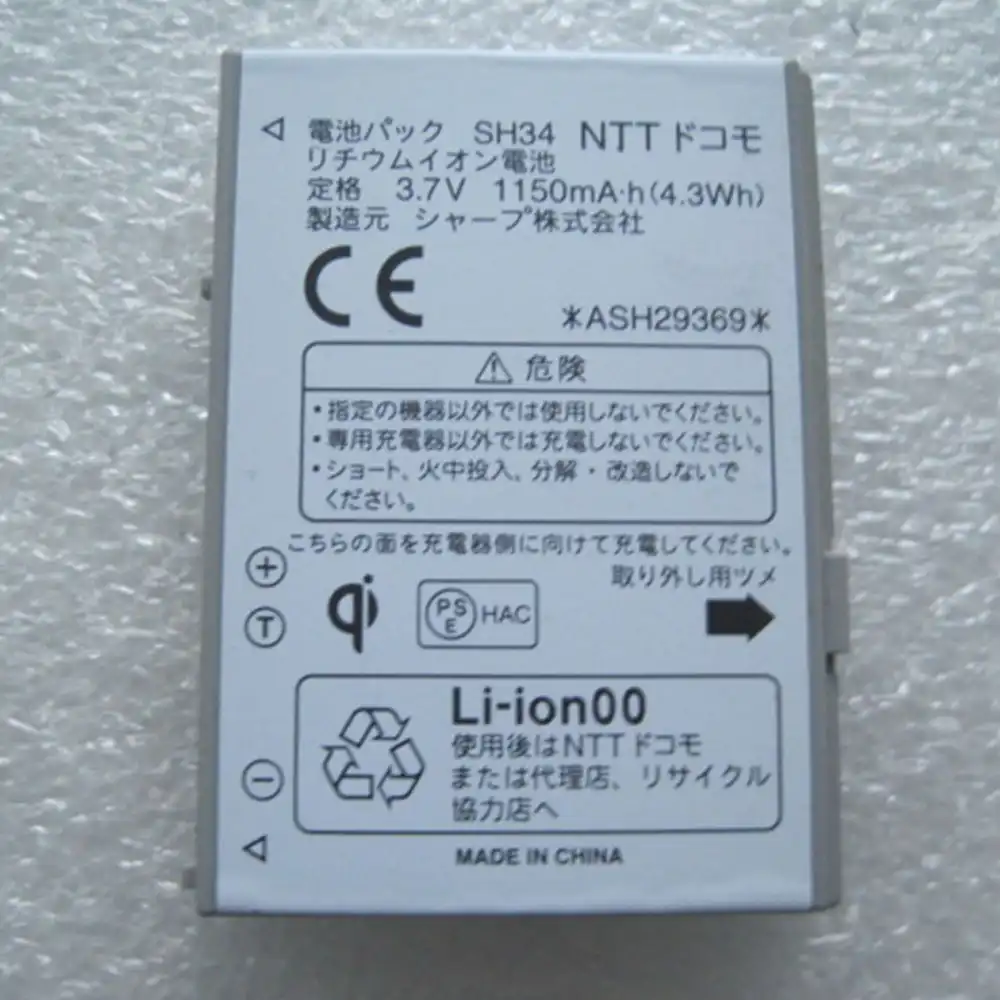 電池パック SH34 NTTドコモ
リチウムイオン電池
定格 3.7V 1150mA·h(4.3Wh)
製造元 シャープ株式会社
CE
*ASH29369*
危険
・指定の機器以外では使用しないでください。
・専用充電器以外では充電しないでください。
・ショート、火中投入、分解・改造しないで
ください。
こちらの面を充電器側に向けて充電してください。
取り外し用ツメ
+
T
qi
PSE HAC
Li-ion00
使用後はNTTドコモ
または代理店、リサイクル
協力店へ
−
MADE IN CHINA